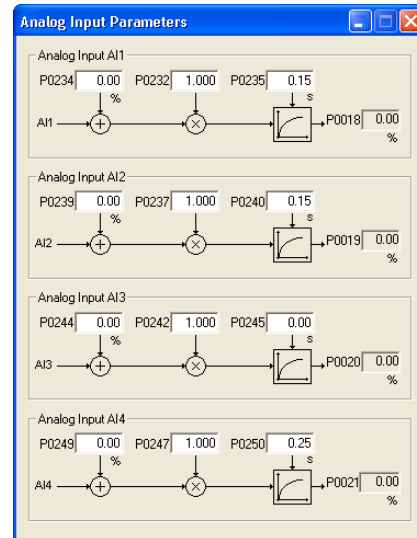 Analog Input Parameters
Analog Input AI1
P0234 0.00 P0232 1.000 P0235 0.15
% s
AI1 + × P0018 0.00
%
Analog Input AI2
P0239 0.00 P0237 1.000 P0240 0.15
% s
AI2 + × P0019 0.00
%
Analog Input AI3
P0244 0.00 P0242 1.000 P0245 0.00
% s
AI3 + × P0020 0.00
%
Analog Input AI4
P0249 0.00 P0247 1.000 P0250 0.25
% s
AI4 + × P0021 0.00
%